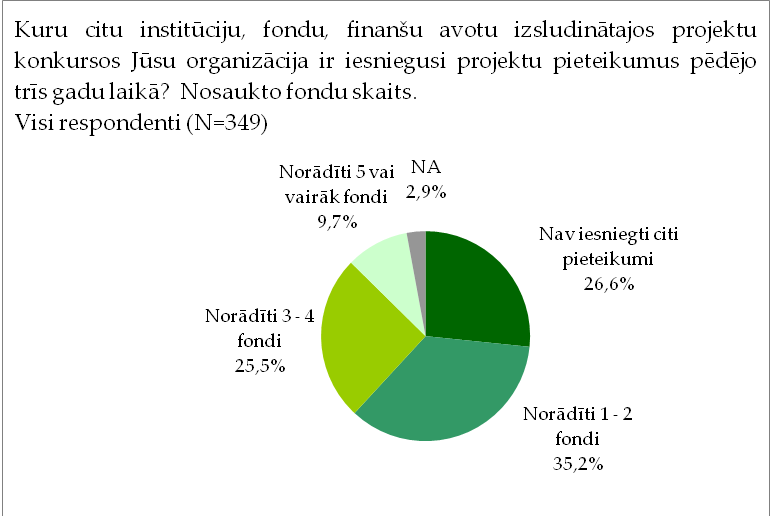 Kuru citu institūciju, fondu, finanšu avotu izsludinātajos projektu
konkursos Jūsu organizācija ir iesniegusi projektu pieteikumus pēdējo
trīs gadu laikā? Nosaukto fondu skaits.
Visi respondenti (N=349)
NA
2,9%
Norādīti 5 vai
vairāk fondi
9,7%
Nav iesniegti citi
pieteikumi
26,6%
Norādīti 3 - 4
fondi
25,5%
Norādīti 1 - 2
fondi
35,2%